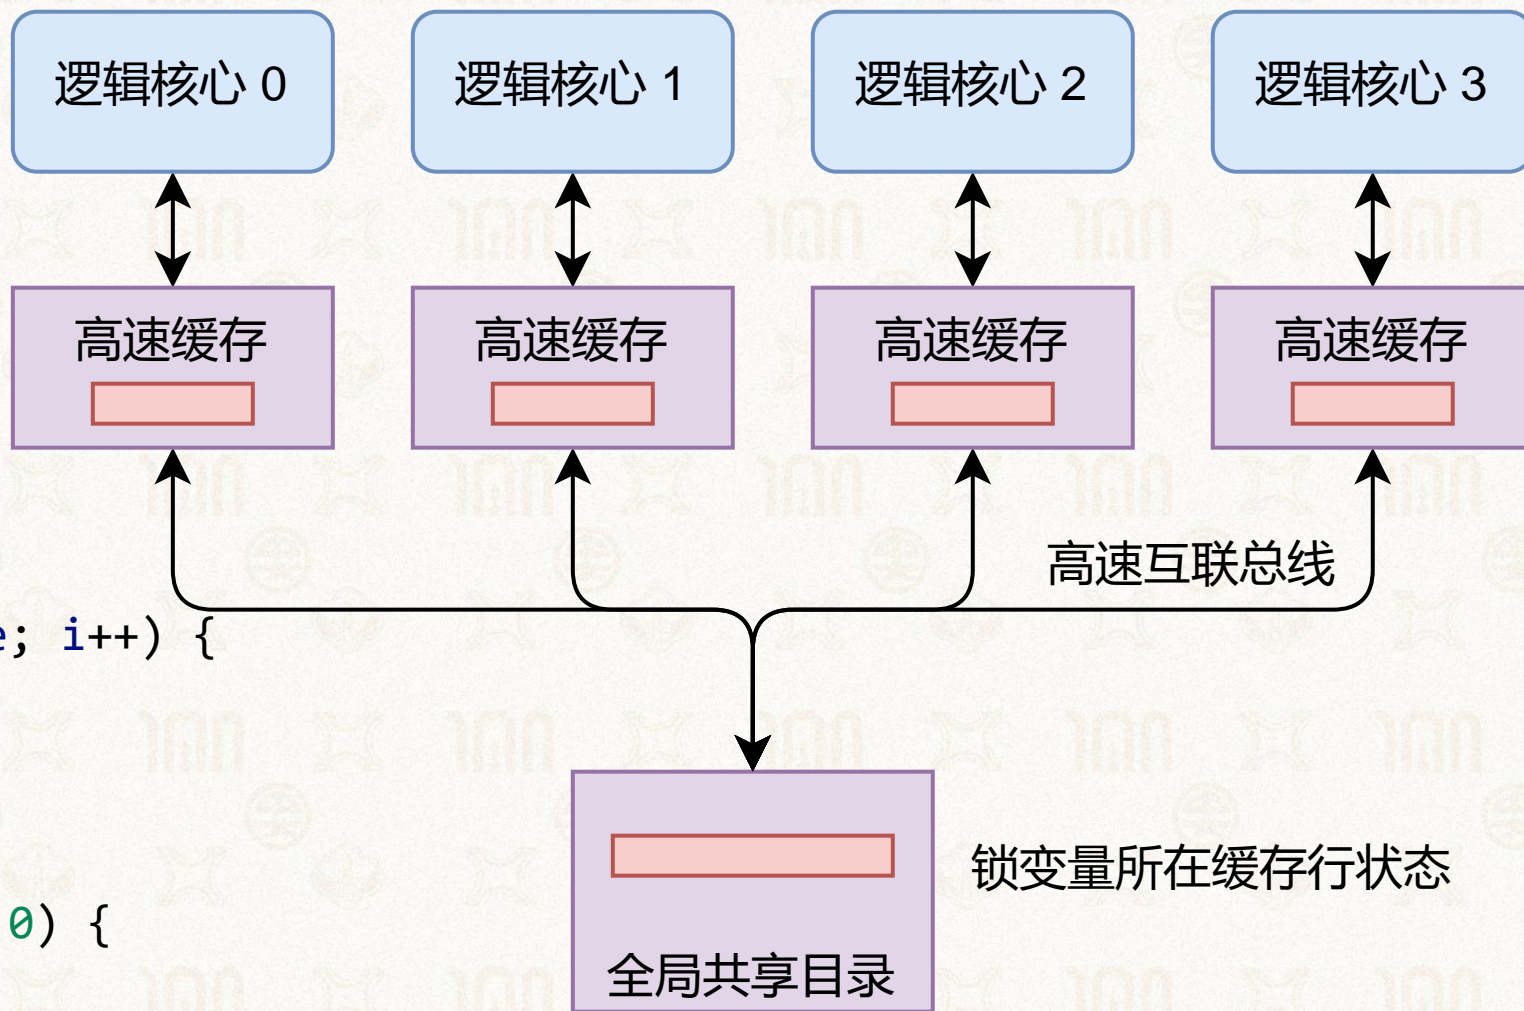 逻辑核心 0
逻辑核心 1
逻辑核心 2
逻辑核心 3
高速缓存
高速缓存
高速缓存
高速缓存
高速互联总线
; i++) {
锁变量所在缓存行状态
0) {
全局共享目录